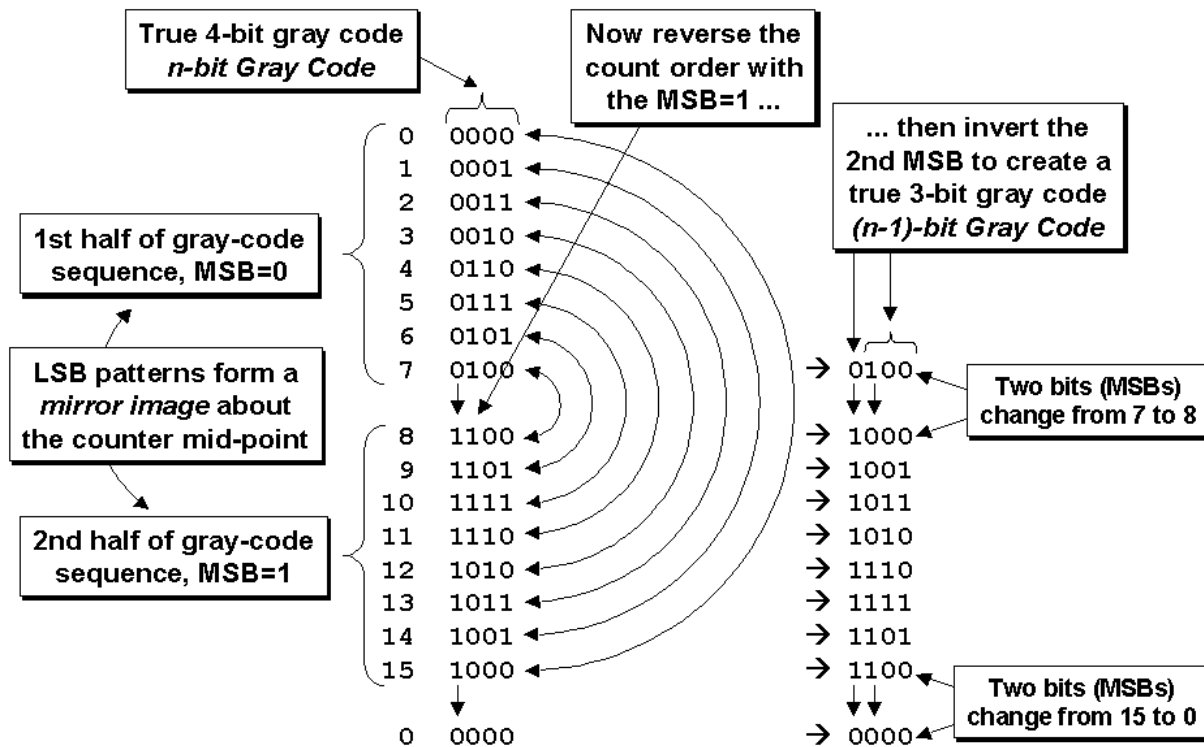 True 4-bit gray code
n-bit Gray Code
Now reverse the
count order with
the MSB=1 ...
... then invert the
2nd MSB to create a
true 3-bit gray code
(n-1)-bit Gray Code
1st half of gray-code
sequence, MSB=0
LSB patterns form a
mirror image about
the counter mid-point
2nd half of gray-code
sequence, MSB=1
0 0000
1 0001
2 0011
3 0010
4 0110
5 0111
6 0101
7 0100 → 0100
8 1100 → 1000
9 1101 → 1001
10 1111 → 1011
11 1110 → 1010
12 1010 → 1110
13 1011 → 1111
14 1001 → 1101
15 1000 → 1100
0 0000 → 0000
Two bits (MSBs)
change from 7 to 8
Two bits (MSBs)
change from 15 to 0